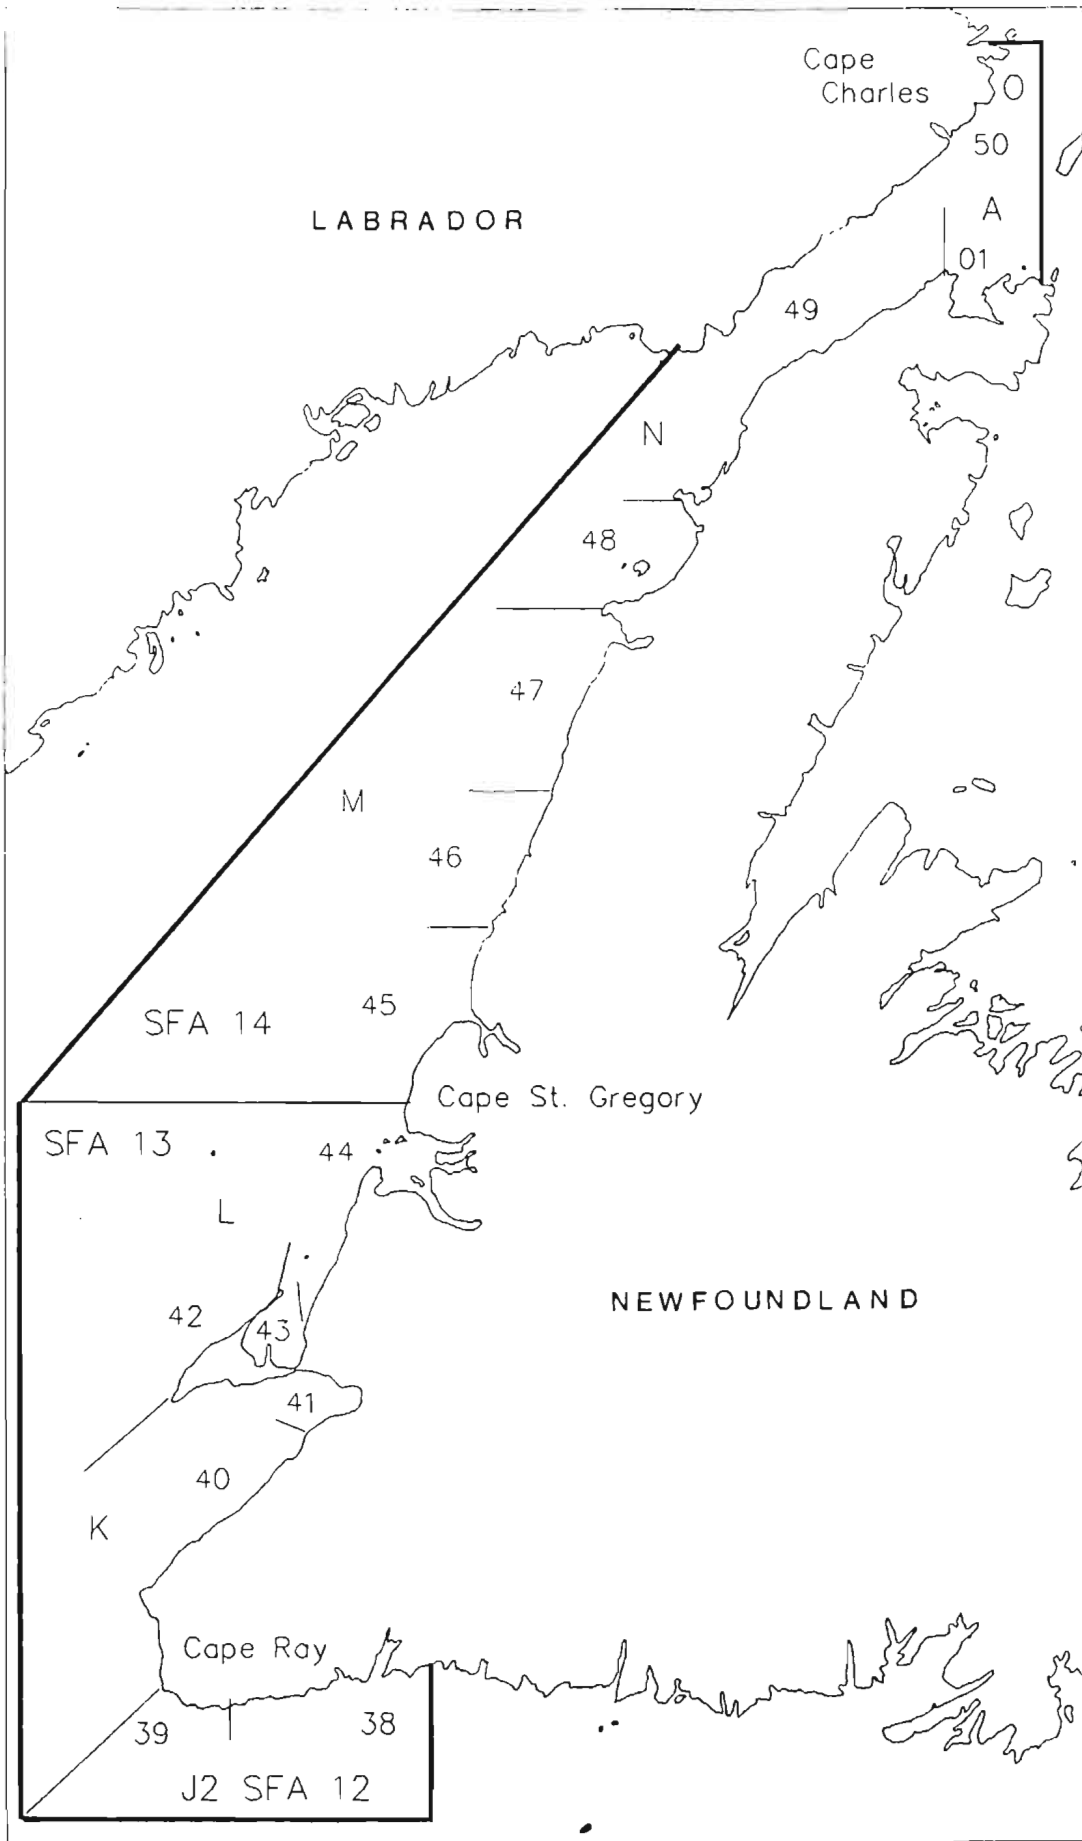 Cape
Charles
O
50
LABRADOR
A
01
49
N
48
47
M
46
45
SFA 14
Cape St. Gregory
SFA 13
44
L
NEWFOUNDLAND
42
43
41
40
K
Cape Ray
39
38
J2 SFA 12